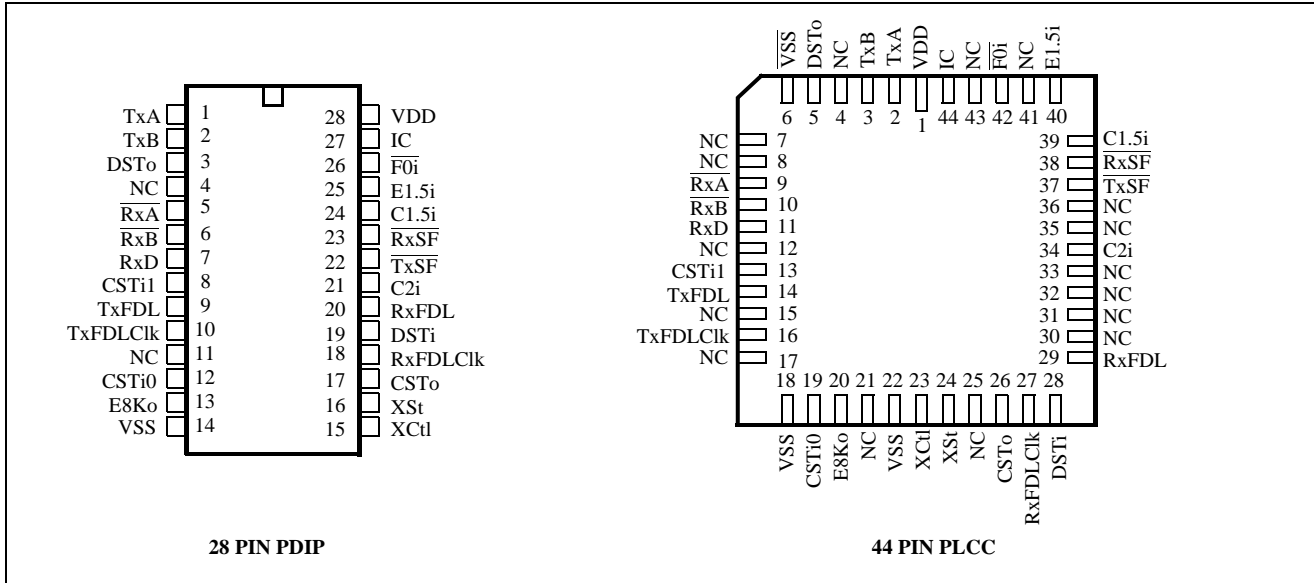 TxA 1 28 VDD
TxB 2 27 IC
DSTo 3 26 F0i
NC 4 25 E1.5i
RxA 5 24 C1.5i
RxB 6 23 RxSF
RxD 7 22 TxSF
CSTi1 8 21 C2i
TxFDL 9 20 RxFDL
TxFDLClk 10 19 DSTi
NC 11 18 RxFDLClk
CSTi0 12 17 CSTo
E8Ko 13 16 XSt
VSS 14 15 XCtl
28 PIN PDIP
VSS DSTo NC TxB TxA VDD IC NC F0i NC E1.5i
6 5 4 3 2 1 44 43 42 41 40
NC 7 39 C1.5i
NC 8 38 RxSF
RxA 9 37 TxSF
RxB 10 36 NC
RxD 11 35 NC
NC 12 34 C2i
CSTi1 13 33 NC
TxFDL 14 32 NC
NC 15 31 NC
TxFDLClk 16 30 NC
NC 17 29 RxFDL
18 19 20 21 22 23 24 25 26 27 28
VSS CSTi0 E8Ko NC VSS XCtl XSt NC CSTo RxFDLClk DSTi
44 PIN PLCC